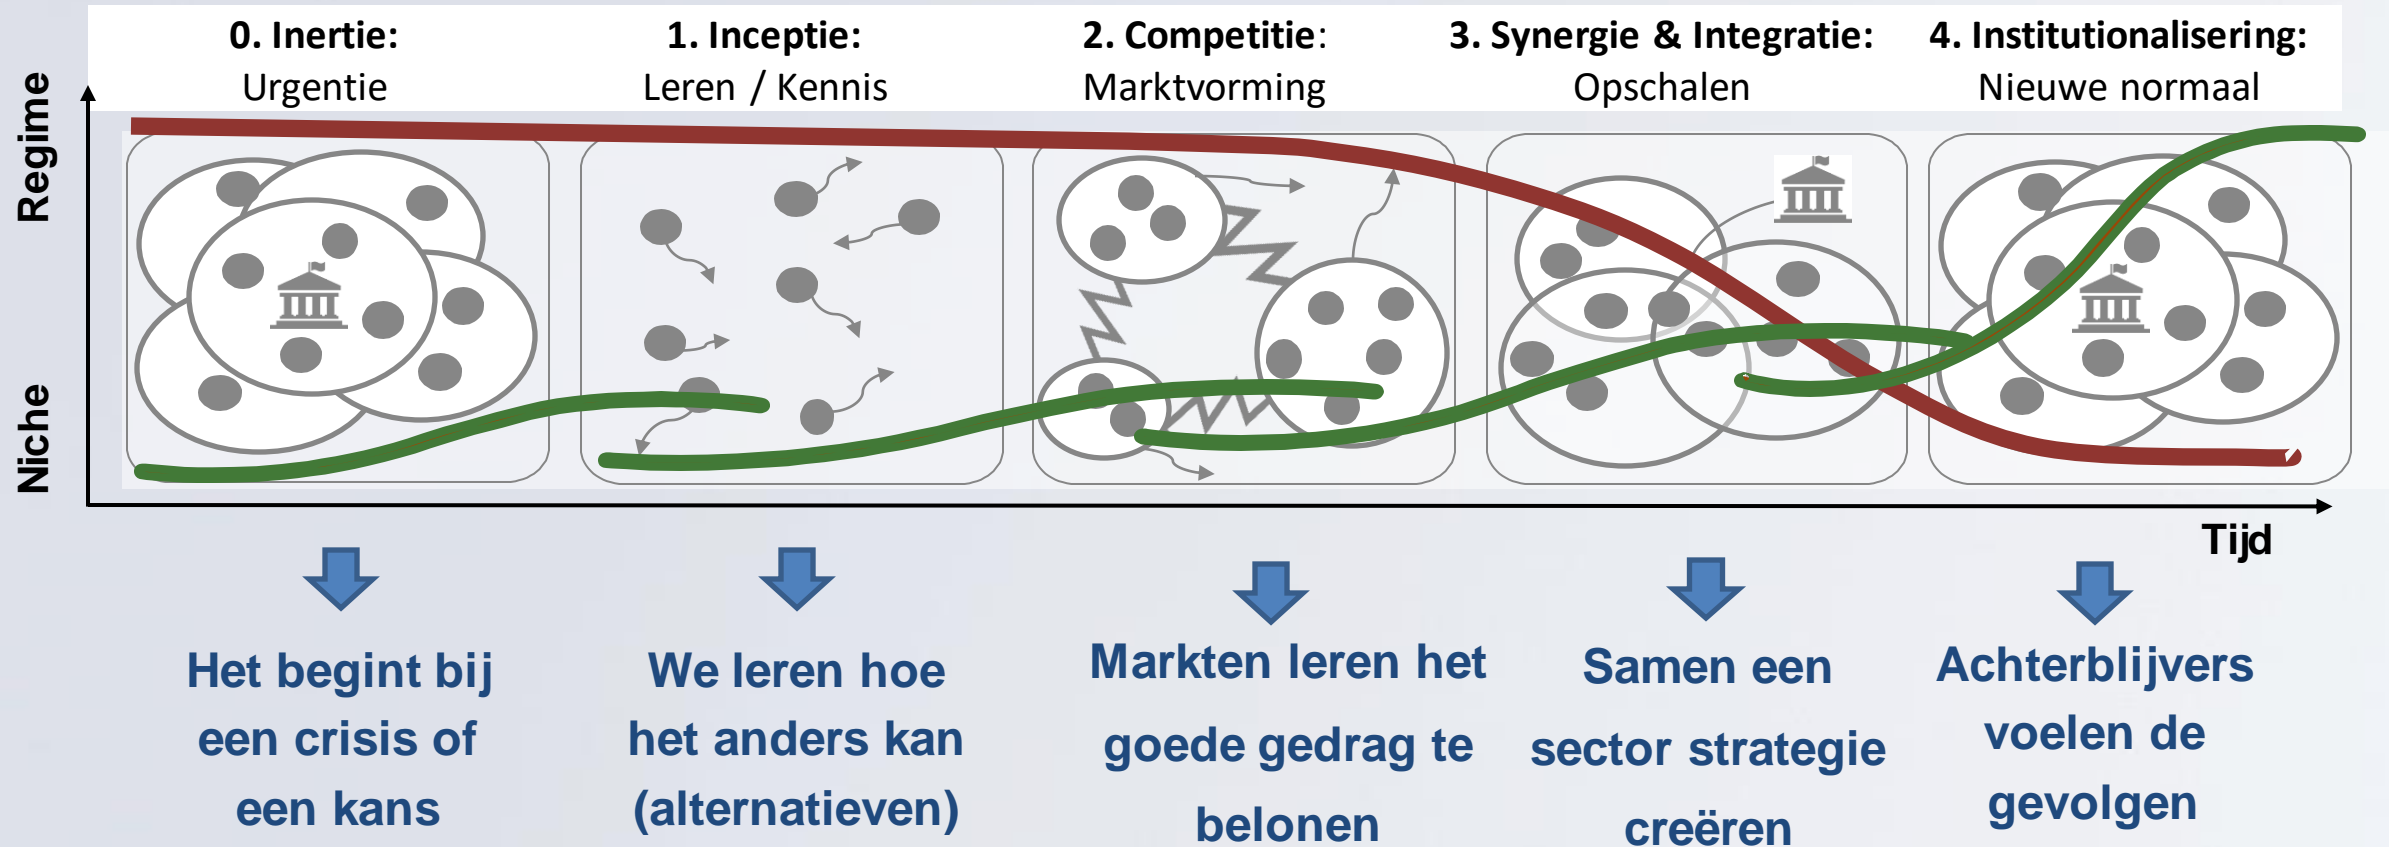 0. Inertie:
Urgentie
1. Inceptie:
Leren / Kennis
2. Competitie:
Marktvorming
3. Synergie & Integratie:
Opschalen
4. Institutionalisering:
Nieuwe normaal
Regime
Niche
Tijd
Het begint bij
een crisis of
een kans
We leren hoe
het anders kan
(alternatieven)
Markten leren het
goede gedrag te
belonen
Samen een
sector strategie
creëren
Achterblijvers
voelen de
gevolgen